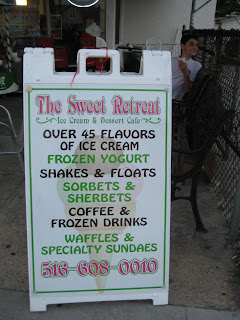 The Sweet Retreat
Ice Cream & Dessert Cafe
OVER 45 FLAVORS
OF ICE CREAM
FROZEN YOGURT
SHAKES & FLOATS
SORBETS &
SHERBETS
COFFEE &
FROZEN DRINKS
WAFFLES &
SPECIALTY SUNDAES
516-608-0010